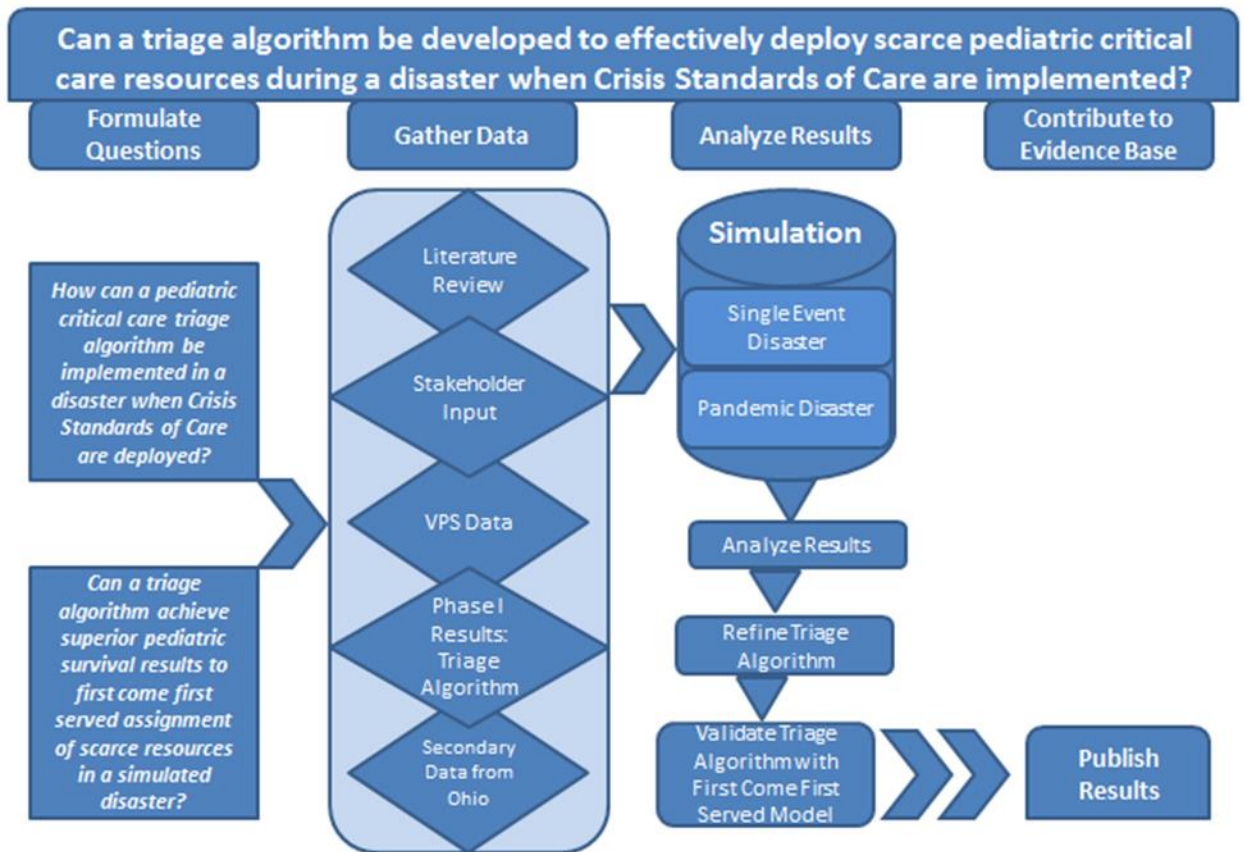 Can a triage algorithm be developed to effectively deploy scarce pediatric critical
care resources during a disaster when Crisis Standards of Care are implemented?
Formulate
Questions
Gather Data
Analyze Results
Contribute to
Evidence Base
How can a pediatric
critical care triage
algorithm be
implemented in a
disaster when Crisis
Standards of Care
are deployed?
Can a triage
algorithm achieve
superior pediatric
survival results to
first come first
served assignment
of scarce resources
in a simulated
disaster?
Literature
Review
Stakeholder
Input
VPS Data
Phase I
Results:
Triage
Algorithm
Secondary
Data from
Ohio
Simulation
Single Event
Disaster
Pandemic Disaster
Analyze Results
Refine Triage
Algorithm
Validate Triage
Algorithm with
First Come First
Served Model
Publish
Results